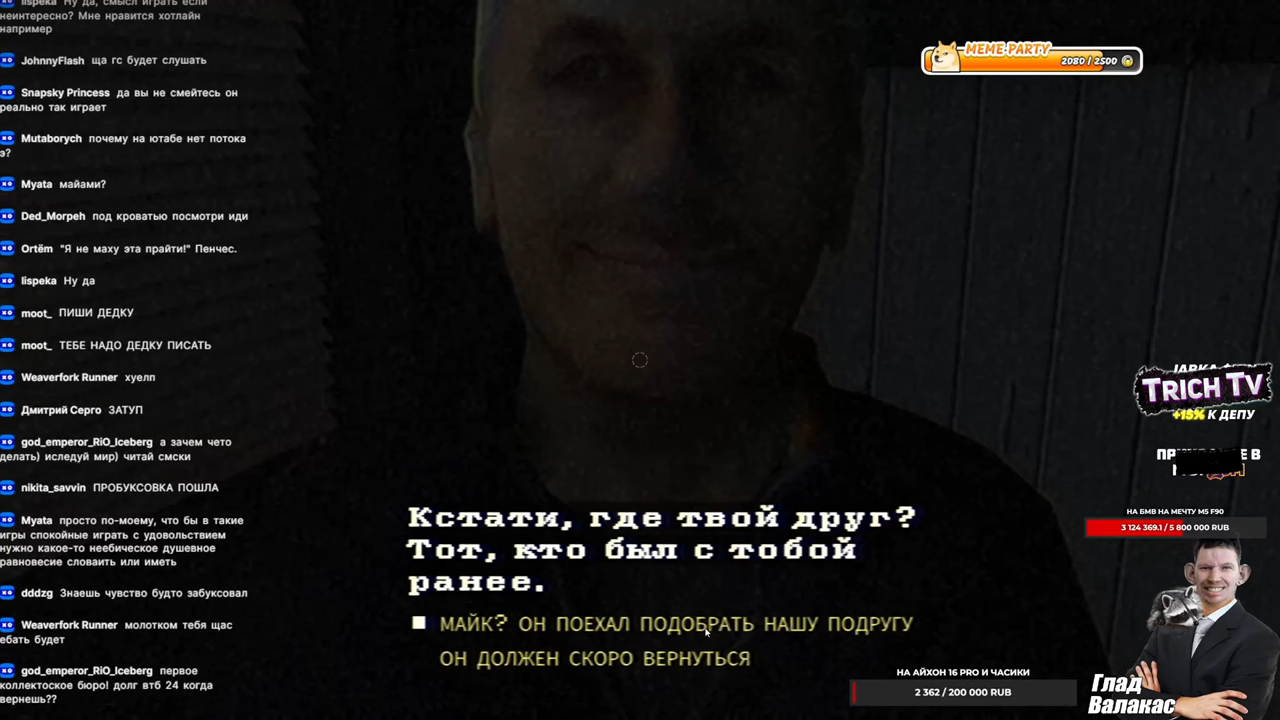 lispeka Ну да, смысл играть если
неинтересно? Мне нравится хотлайн
например
JohnnyFlash ща гс будет слушать
Snapsky Princess да вы не смейтесь он
реально так играет
Mutaborych почему на ютабе нет потока
э?
Myata майами?
Ded_Morpeh под кроватью посмотри иди
Ortёm "Я не маху эта прайти!" Пенчес.
lispeka Ну да
moot_ ПИШИ ДЕДКУ
moot_ ТЕБЕ НАДО ДЕДКУ ПИСАТЬ
Weaverfork Runner хуелп
Дмитрий Серго ЗАТУП
god_emperor_RiO_Iceberg а зачем чето
делать) иследуй мир) читай смски
nikita_savvin ПРОБУКСОВКА ПОШЛА
Myata просто по-моему, что бы в такие
игры спокойные играть с удовольствием
нужно какое-то неебическое душевное
равновесие словаить или иметь
dddzg Знаешь чувство будто забуксовал
Weaverfork Runner молотком тебя щас
ебать будет
god_emperor_RiO_Iceberg первое
коллектоское бюро! долг втб 24 когда
вернешь??
MEME PARTY
2080 / 2500
Кстати, где твой друг?
Тот, кто был с тобой
ранее.
МАЙК? ОН ПОЕХАЛ ПОДОБРАТЬ НАШУ ПОДРУГУ
ОН ДОЛЖЕН СКОРО ВЕРНУТЬСЯ
TRICH TV
+15% К ДЕПУ
НА БМВ НА МЕЧТУ M5 F90
3 124 369.1 / 5 800 000 RUB
НА АЙХОН 16 PRO И ЧАСИКИ
2 362 / 200 000 RUB
Глад
Валакас